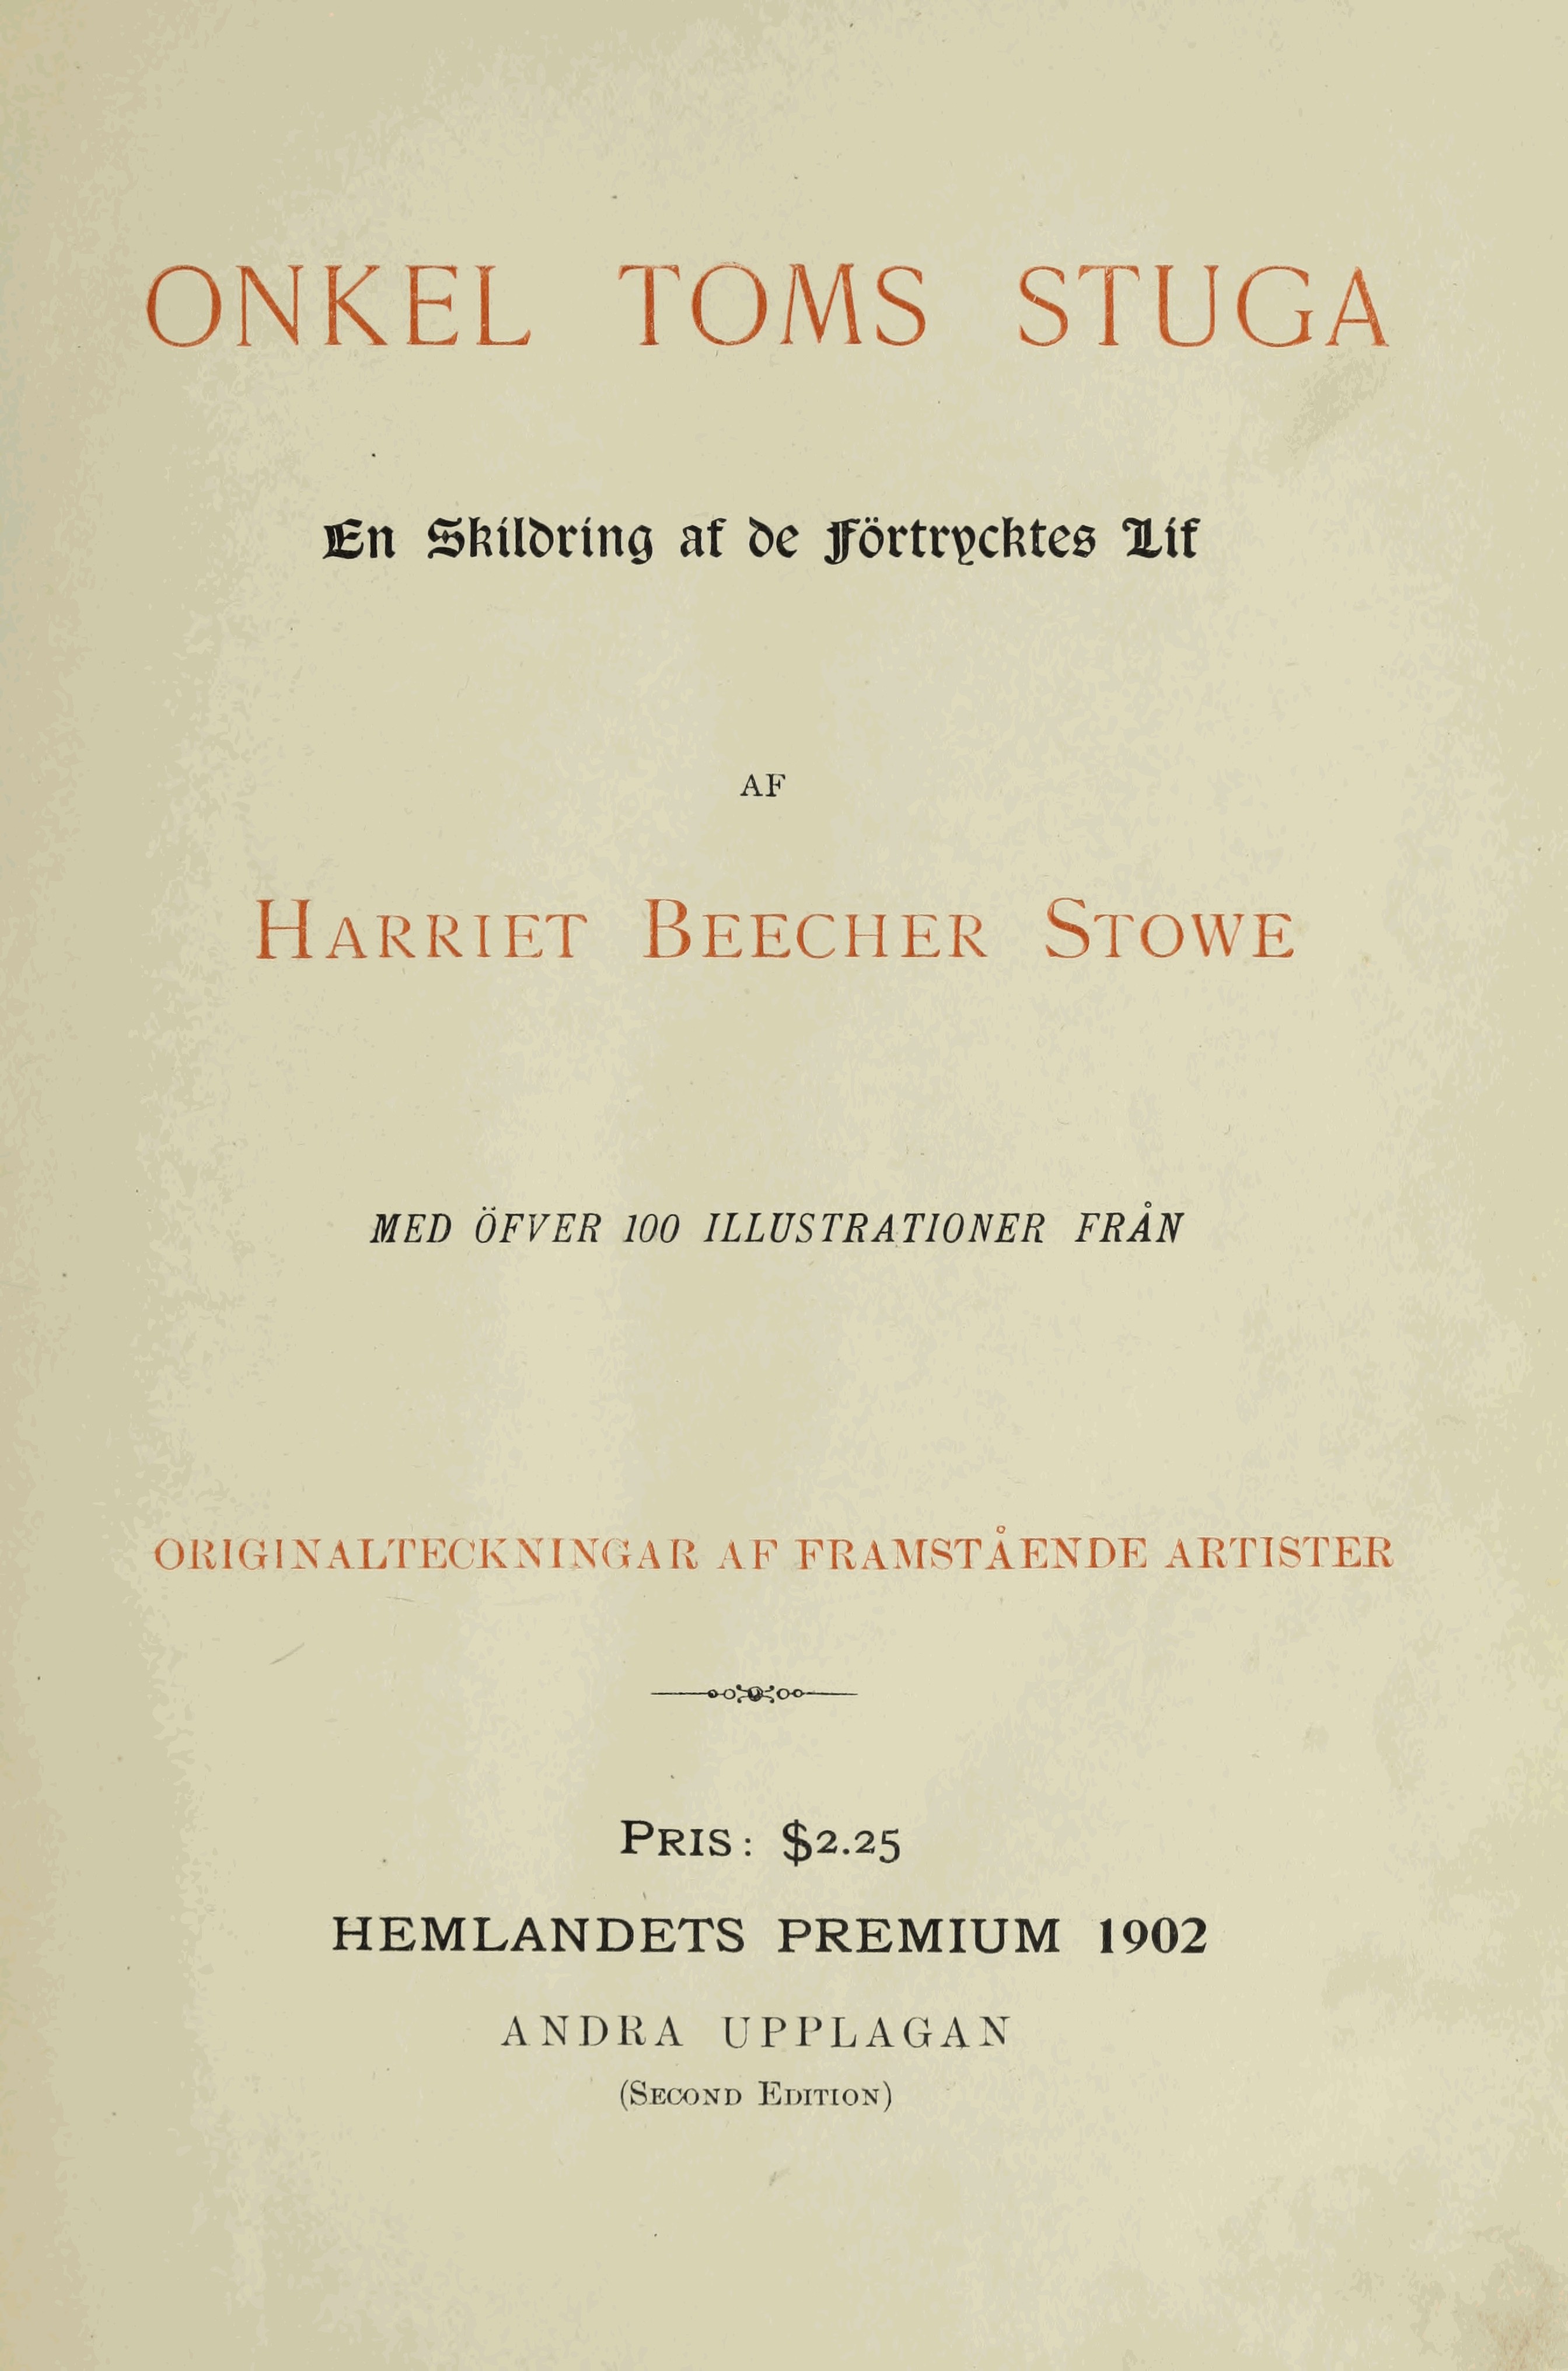 ONKEL TOMS STUGA
En Skildring af de Förtrycktes Lif
AF
HARRIET BEECHER STOWE
MED ÖFVER 100 ILLUSTRATIONER FRÅN
ORIGINALTECKNINGAR AF FRAMSTÅENDE ARTISTER
PRIS: $2.25
HEMLANDETS PREMIUM 1902
ANDRA UPPLAGAN
(SECOND EDITION)